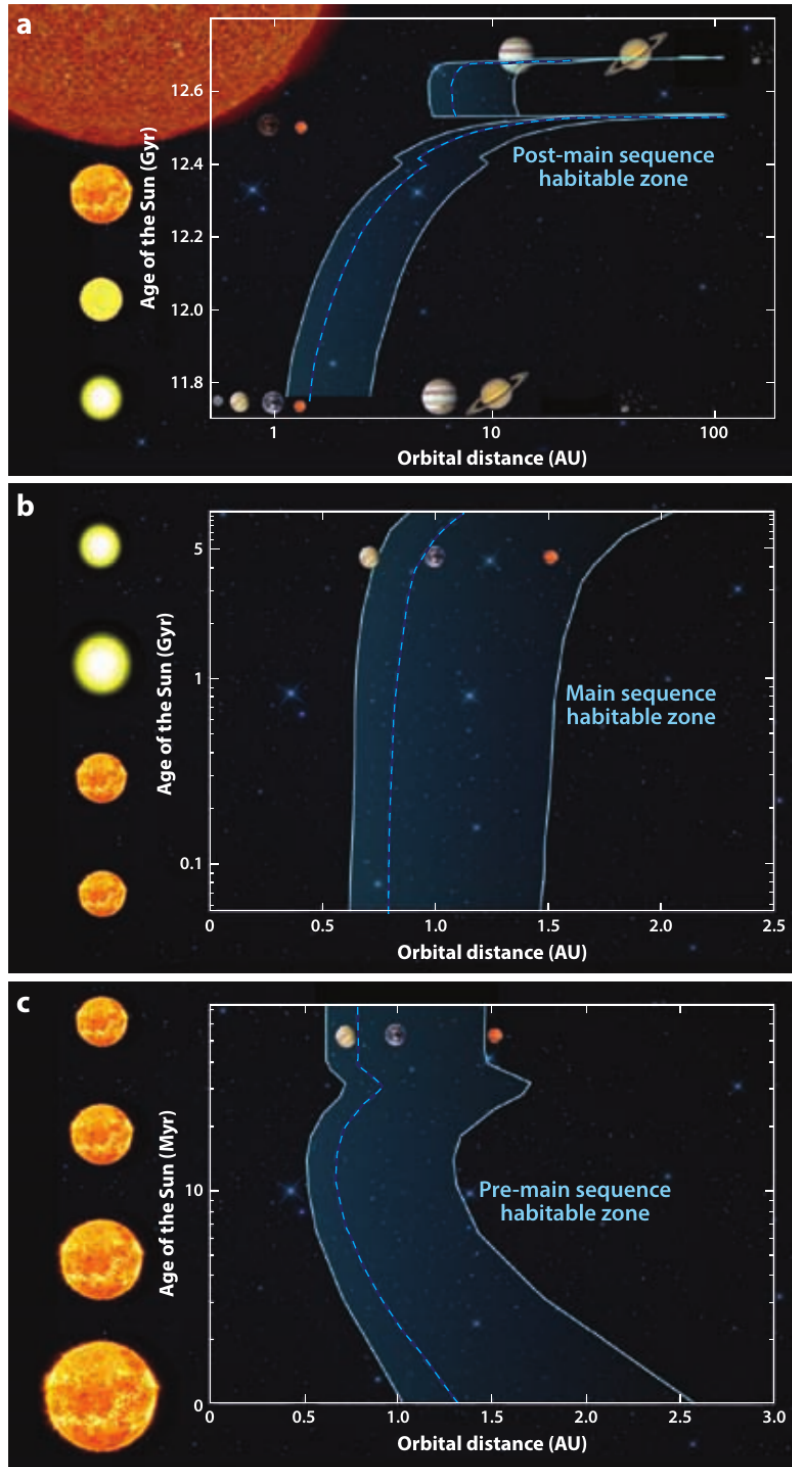 a
Age of the Sun (Gyr)
12.6
12.4
12.2
12.0
11.8
Post-main sequence
habitable zone
1
10
100
Orbital distance (AU)
b
Age of the Sun (Gyr)
5
1
0.1
Main sequence
habitable zone
0
0.5
1.0
1.5
2.0
2.5
Orbital distance (AU)
c
Age of the Sun (Myr)
10
0
Pre-main sequence
habitable zone
0
0.5
1.0
1.5
2.0
2.5
3.0
Orbital distance (AU)